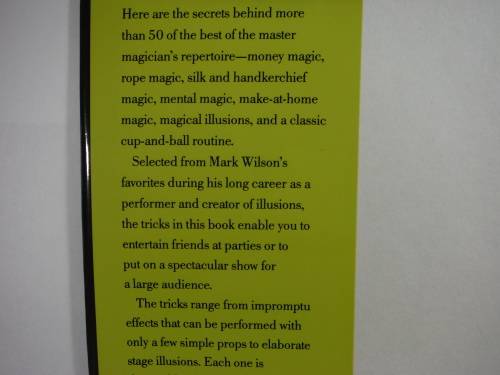 Here are the secrets behind more
than 50 of the best of the master
magician's repertoire—money magic,
rope magic, silk and handkerchief
magic, mental magic, make-at-home
magic, magical illusions, and a classic
cup-and-ball routine.
Selected from Mark Wilson's
favorites during his long career as a
performer and creator of illusions,
the tricks in this book enable you to
entertain friends at parties or to
put on a spectacular show for
a large audience.
The tricks range from impromptu
effects that can be performed with
only a few simple props to elaborate
stage illusions. Each one is